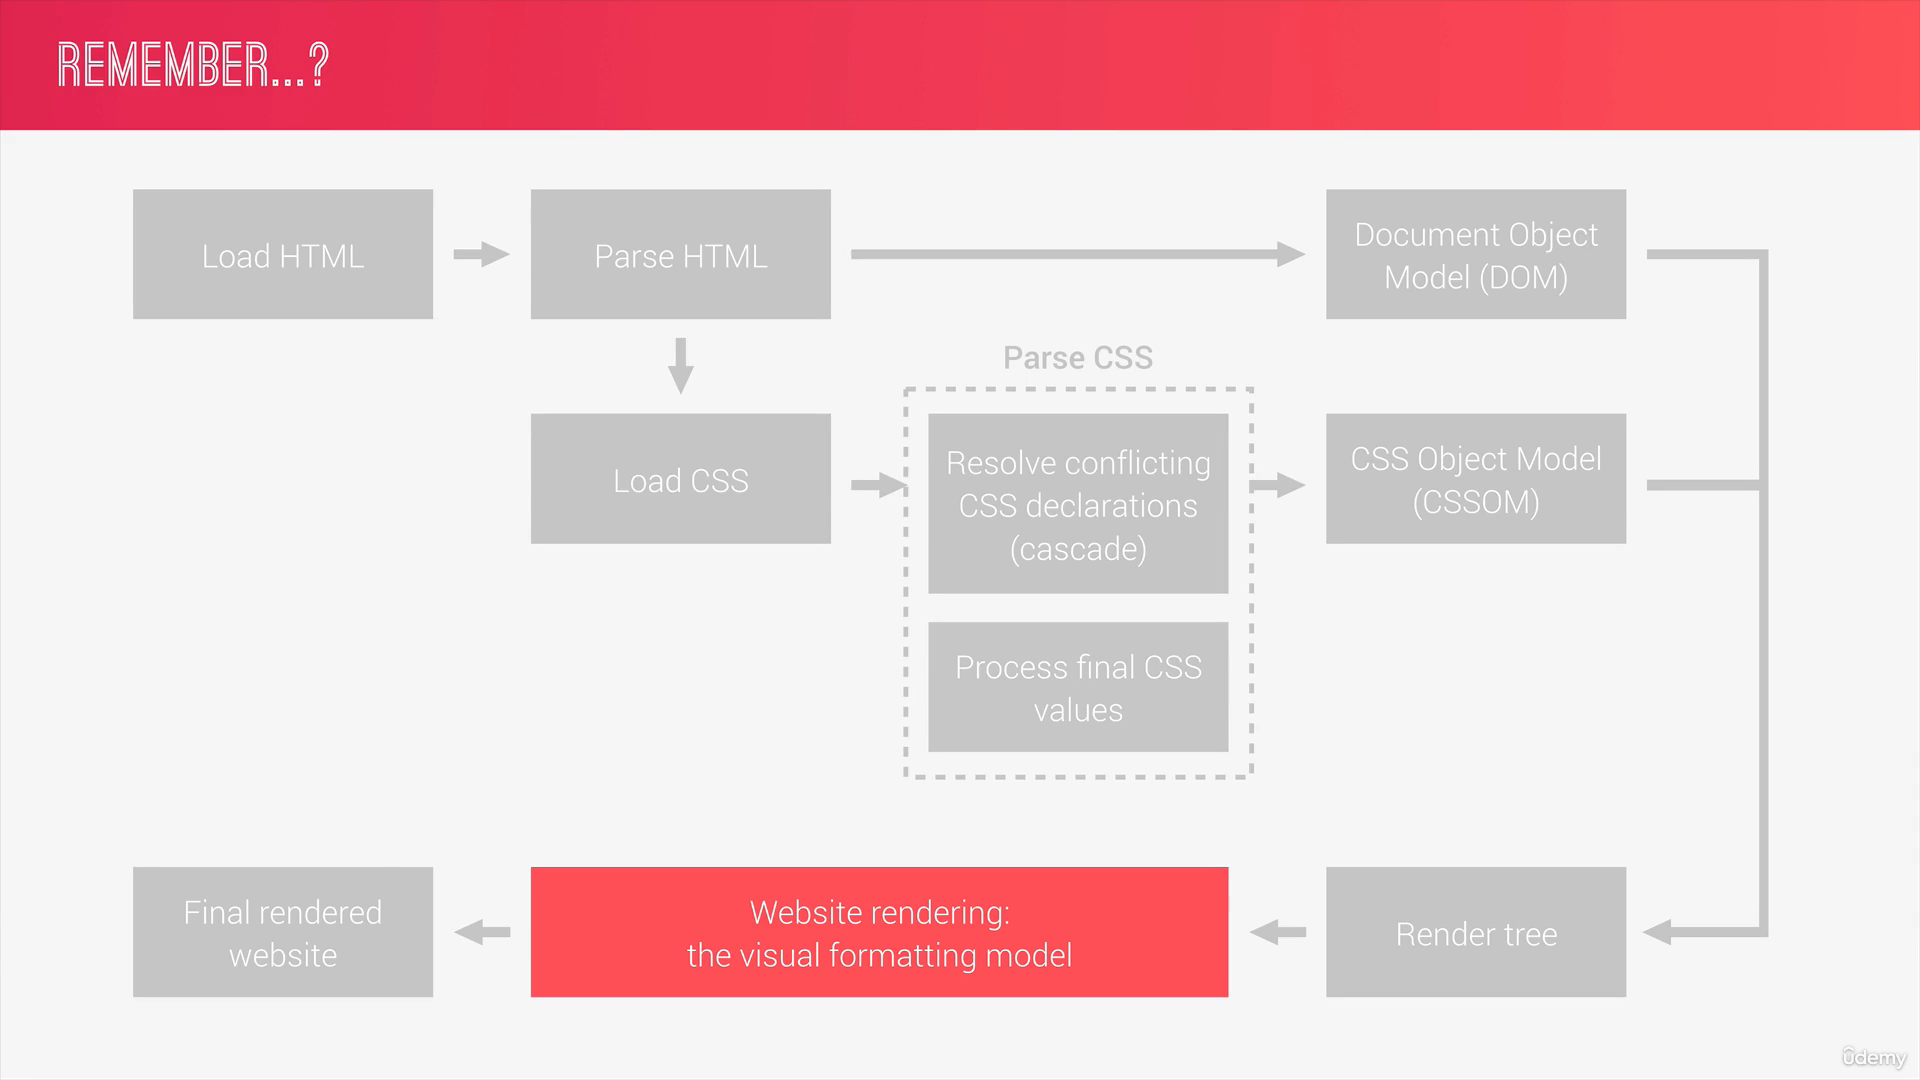 REMEMBER...?
Load HTML
Parse HTML
Document Object
Model (DOM)
Parse CSS
Load CSS
Resolve conflicting
CSS declarations
(cascade)
CSS Object Model
(CSSOM)
Process final CSS
values
Final rendered
website
Website rendering:
the visual formatting model
Render tree
ûdemy